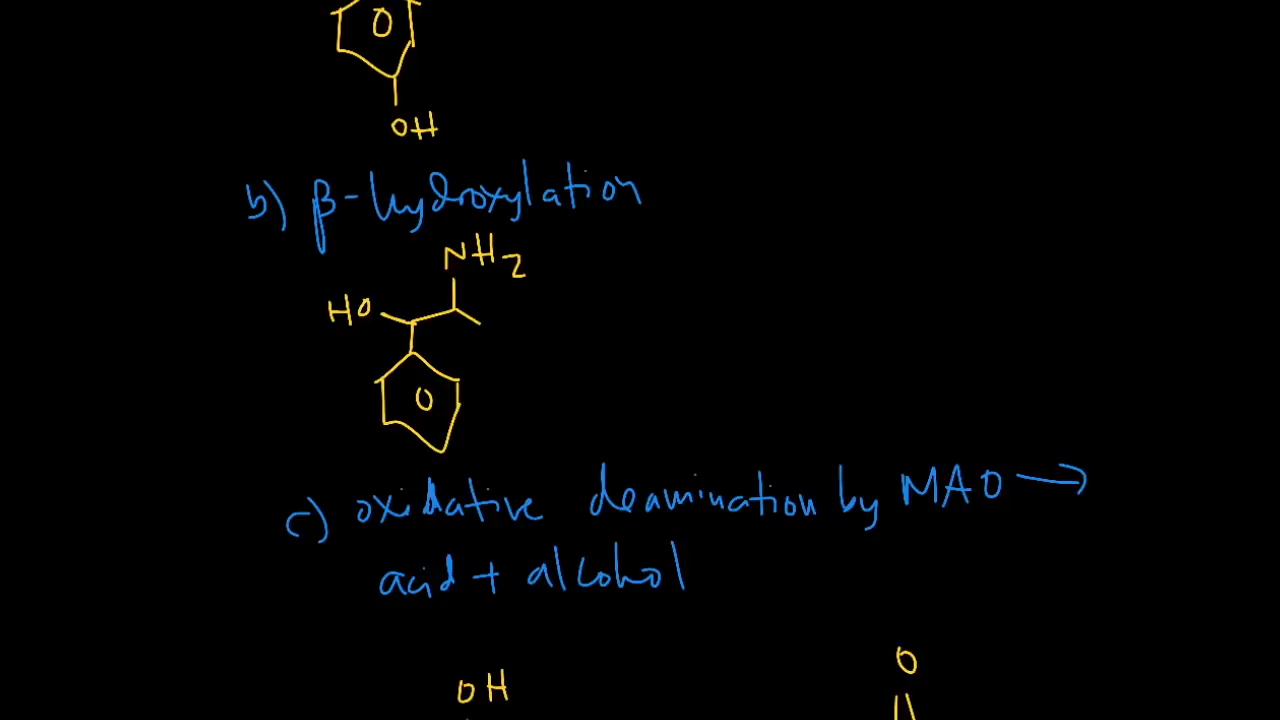 O
OH
b) β-hydroxylation
NH2
HO
O
c) oxidative deamination by MAO →
acid + alcohol
O
OH